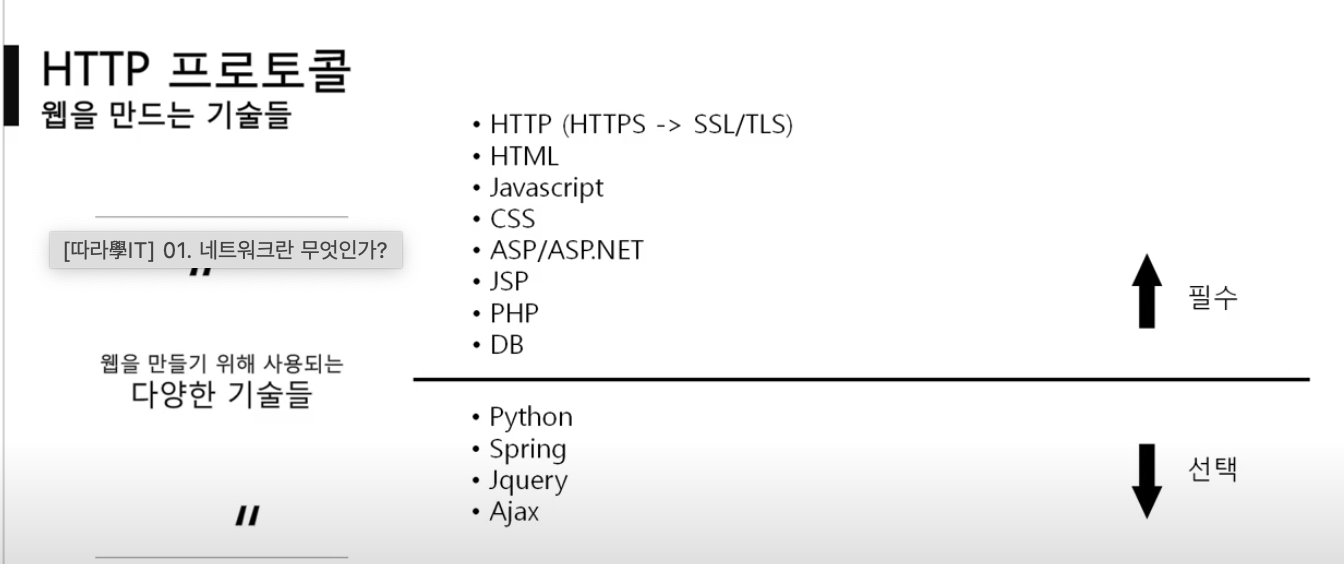 HTTP 프로토콜
웹을 만드는 기술들
[따라學IT] 01. 네트워크란 무엇인가?
"
웹을 만들기 위해 사용되는
다양한 기술들
"
• HTTP (HTTPS -> SSL/TLS)
• HTML
• Javascript
• CSS
• ASP/ASP.NET
• JSP
• PHP
• DB
필수
• Python
• Spring
• Jquery
• Ajax
선택